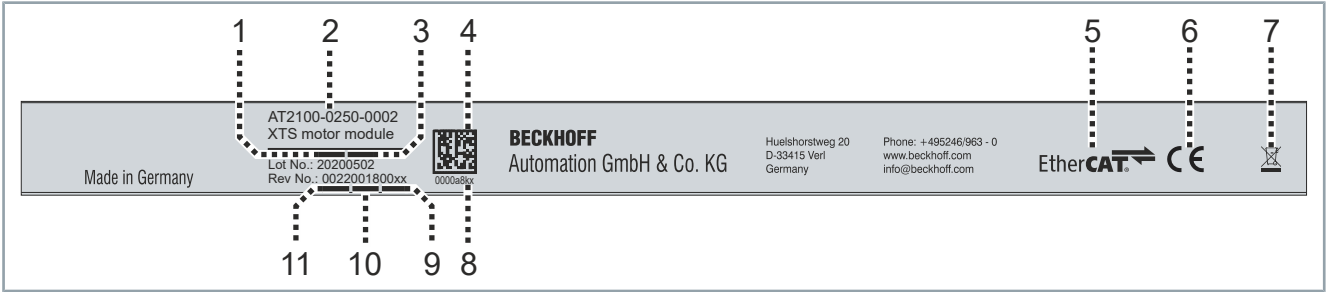 1 2 3 4 5 6 7
AT2100-0250-0002
XTS motor module
Lot No.: 20200502
Rev No.: 0022001800xx
Made in Germany
0000a8kx
BECKHOFF
Automation GmbH & Co. KG
Huelshorstweg 20
D-33415 Verl
Germany
Phone: +495246/963 - 0
www.beckhoff.com
info@beckhoff.com
EtherCAT®
CE
11 10 9 8